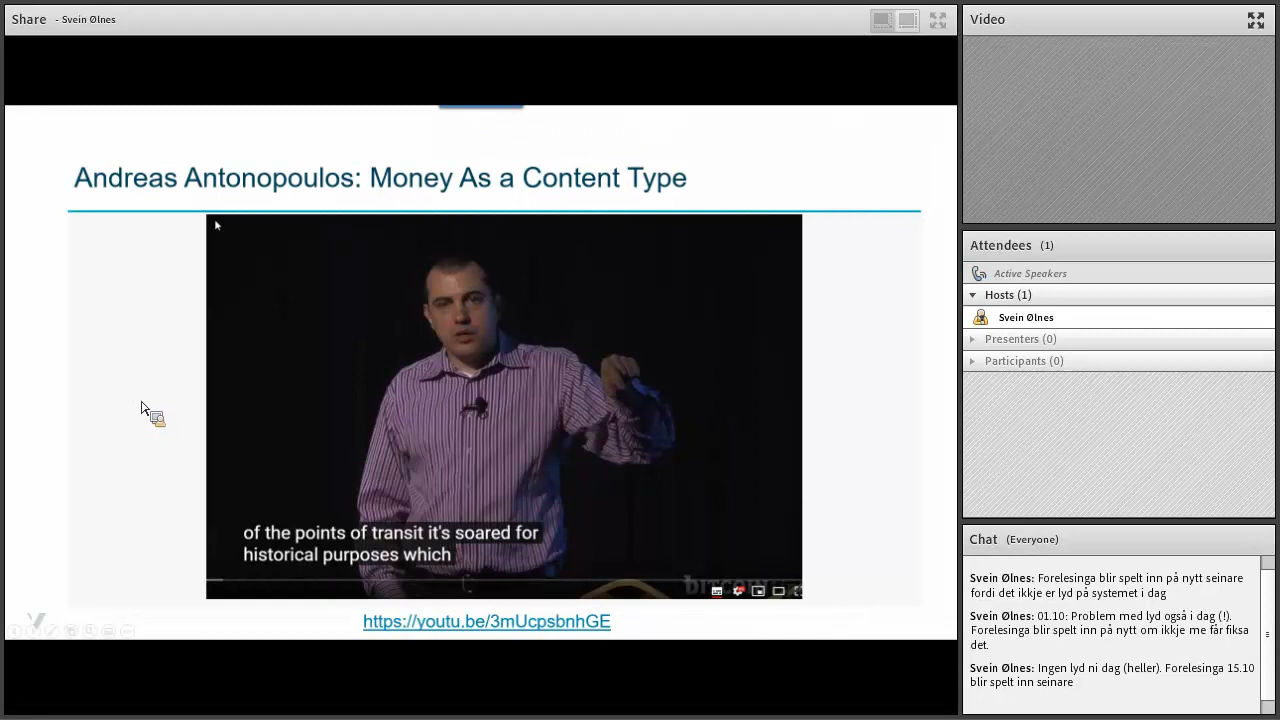 Share - Svein Ølnes
Andreas Antonopoulos: Money As a Content Type
of the points of transit it's soared for
historical purposes which
https://youtu.be/3mUcpsbnhGE
Video
Attendees (1)
Active Speakers
Hosts (1)
Svein Ølnes
Presenters (0)
Participants (0)
Chat (Everyone)
Svein Ølnes: Forelesinga blir spelt inn på nytt seinare
fordi det ikkje er lyd på systemet i dag
Svein Ølnes: 11.10: Problem med lyd også i dag (!).
Forelesinga blir spelt inn på nytt om ikkje me får fiksa
det.
Svein Ølnes: Ingen lyd ni dag (heller). Forelesinga 15.10
blir spelt inn seinare